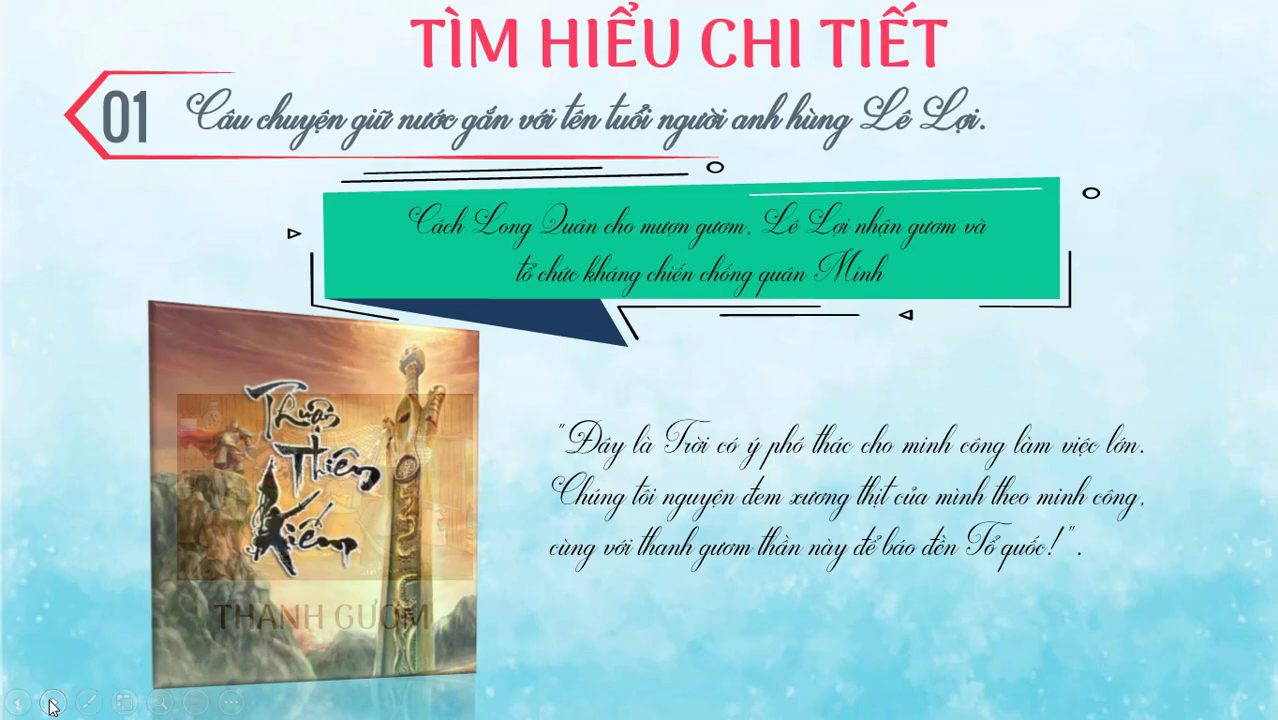 TÌM HIỂU CHI TIẾT
01 Câu chuyện giữ nước gắn với tên tuổi người anh hùng Lê Lợi.
Cách Long Quân cho mượn gươm, Lê Lợi nhận gươm và
tổ chức kháng chiến chống quân Minh
Thuận
Thiên
Kiếm
THANH GƯƠM
"Đây là Trời có ý phó thác cho minh công làm việc lớn.
Chúng tôi nguyện đem xương thịt của mình theo minh công,
cùng với thanh gươm thần này để báo đền Tổ quốc!".